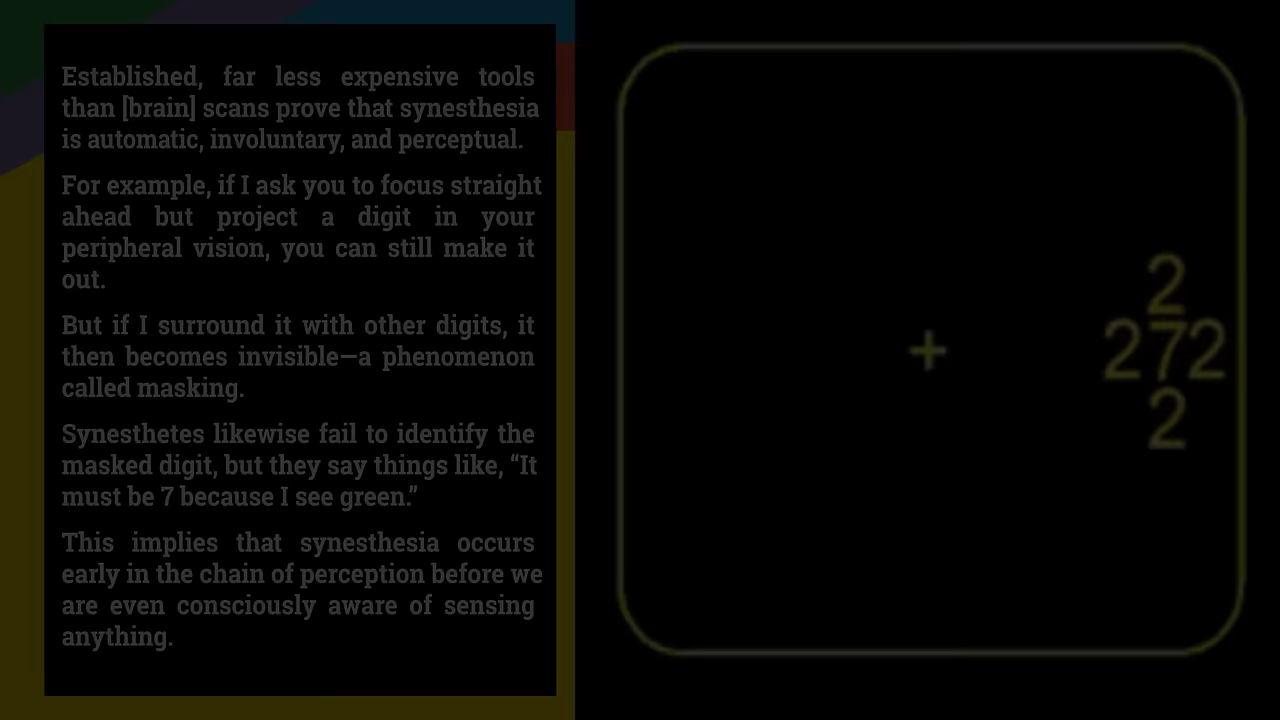 Established, far less expensive tools
than [brain] scans prove that synesthesia
is automatic, involuntary, and perceptual.
For example, if I ask you to focus straight
ahead but project a digit in your
peripheral vision, you can still make it
out.
But if I surround it with other digits, it
then becomes invisible—a phenomenon
called masking.
Synesthetes likewise fail to identify the
masked digit, but they say things like, “It
must be 7 because I see green.”
This implies that synesthesia occurs
early in the chain of perception before we
are even consciously aware of sensing
anything.
2
+ 272
2